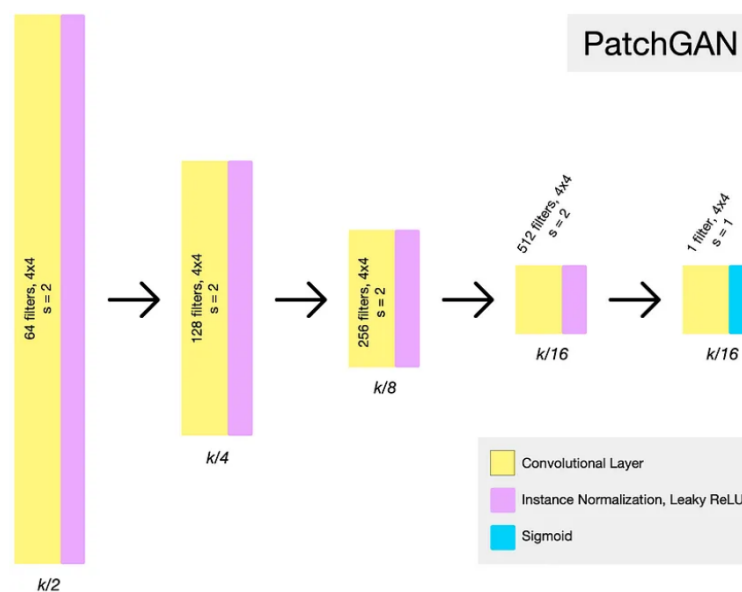 PatchGAN
64 filters, 4x4
s = 2
k/2
128 filters, 4x4
s = 2
k/4
256 filters, 4x4
s = 2
k/8
512 filters, 4x4
s = 2
k/16
1 filter, 4x4
s = 1
k/16
Convolutional Layer
Instance Normalization, Leaky ReLU
Sigmoid